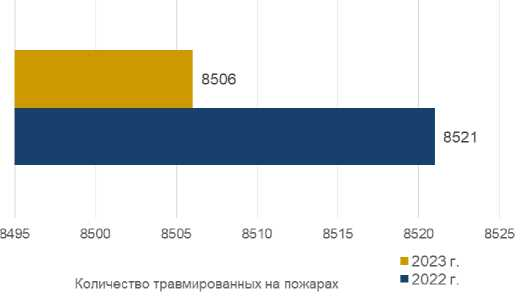 8506
8521
8495 8500 8505 8510 8515 8520 8525
2023 г.
2022 г.
Количество травмированных на пожарах